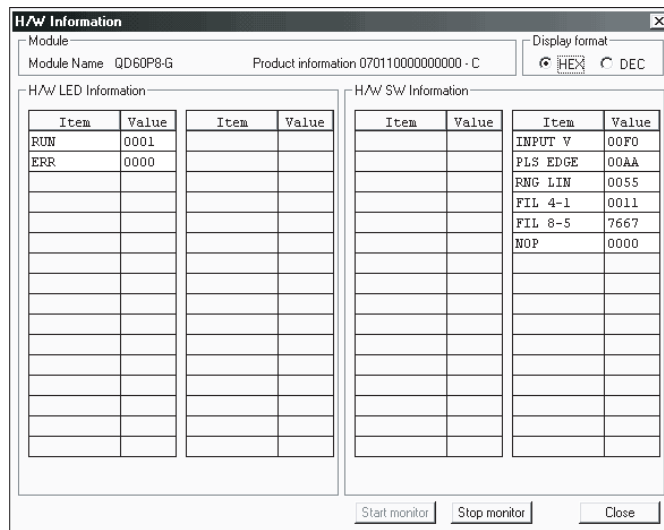 H/W Information
Module
Module Name QD60P8-G Product information 070110000000000 - C
Display format
HEX DEC
H/W LED Information
Item Value Item Value
RUN 0001
ERR 0000
H/W SW Information
Item Value Item Value
INPUT V 00F0
PLS EDGE 00AA
RNG LIN 0055
FIL 4-1 0011
FIL 8-5 7667
NOP 0000
Start monitor Stop monitor Close